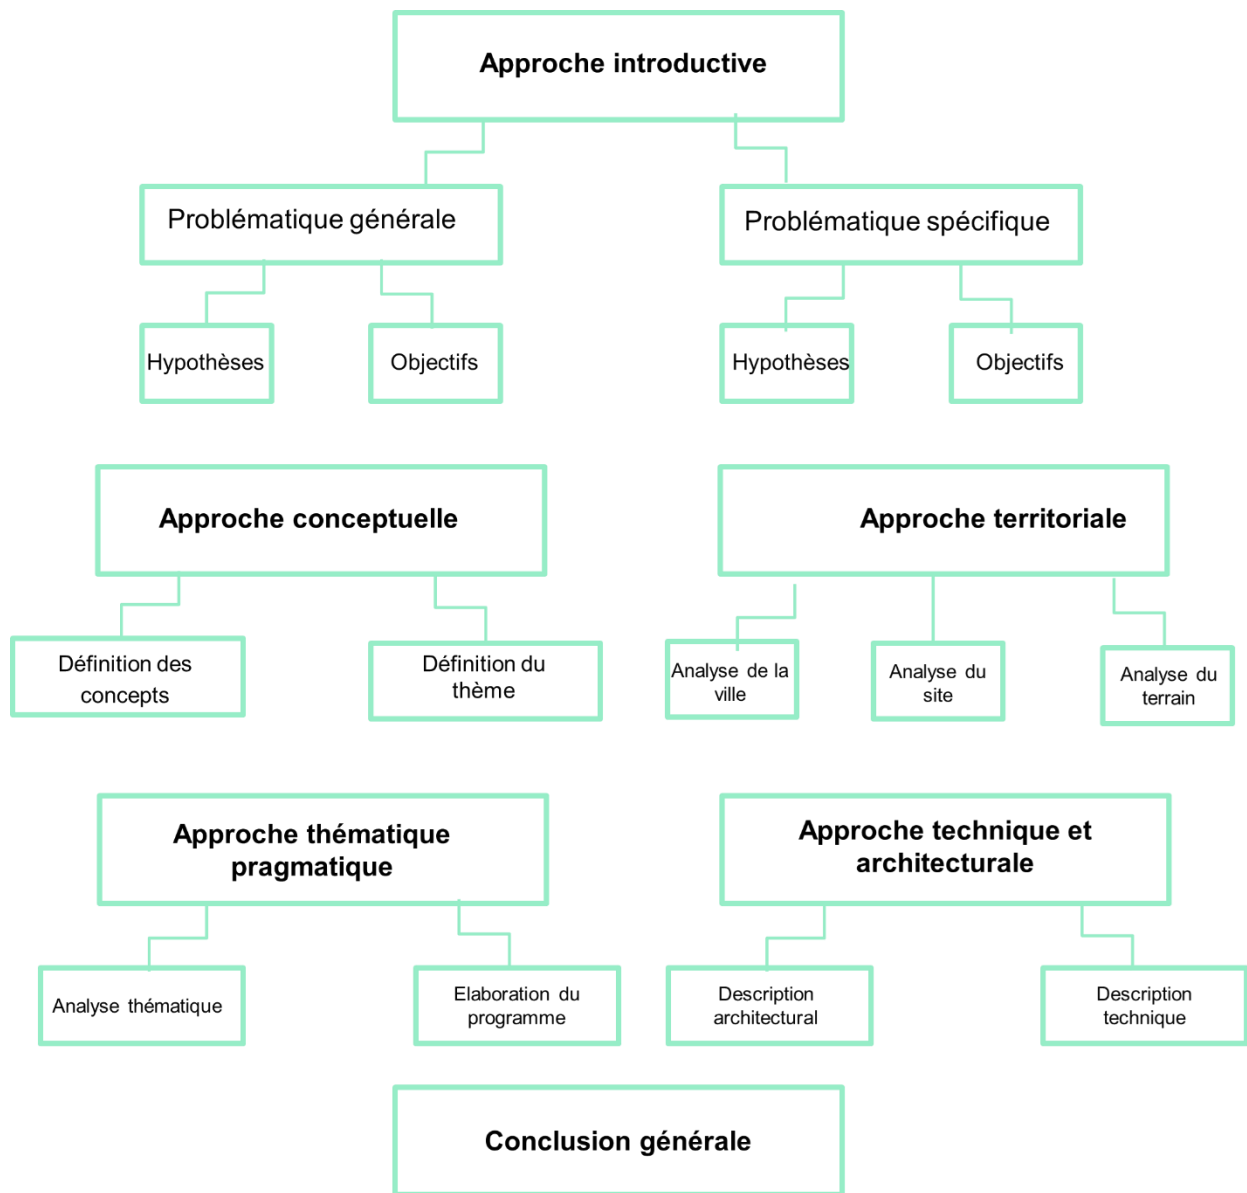 Approche introductive
Problématique générale
Problématique spécifique
Hypothèses
Objectifs
Hypothèses
Objectifs
Approche conceptuelle
Approche territoriale
Définition des
concepts
Définition du
thème
Analyse de la
ville
Analyse du
site
Analyse du
terrain
Approche thématique
pragmatique
Approche technique et
architecturale
Analyse thématique
Elaboration du
programme
Description
architectural
Description
technique
Conclusion générale